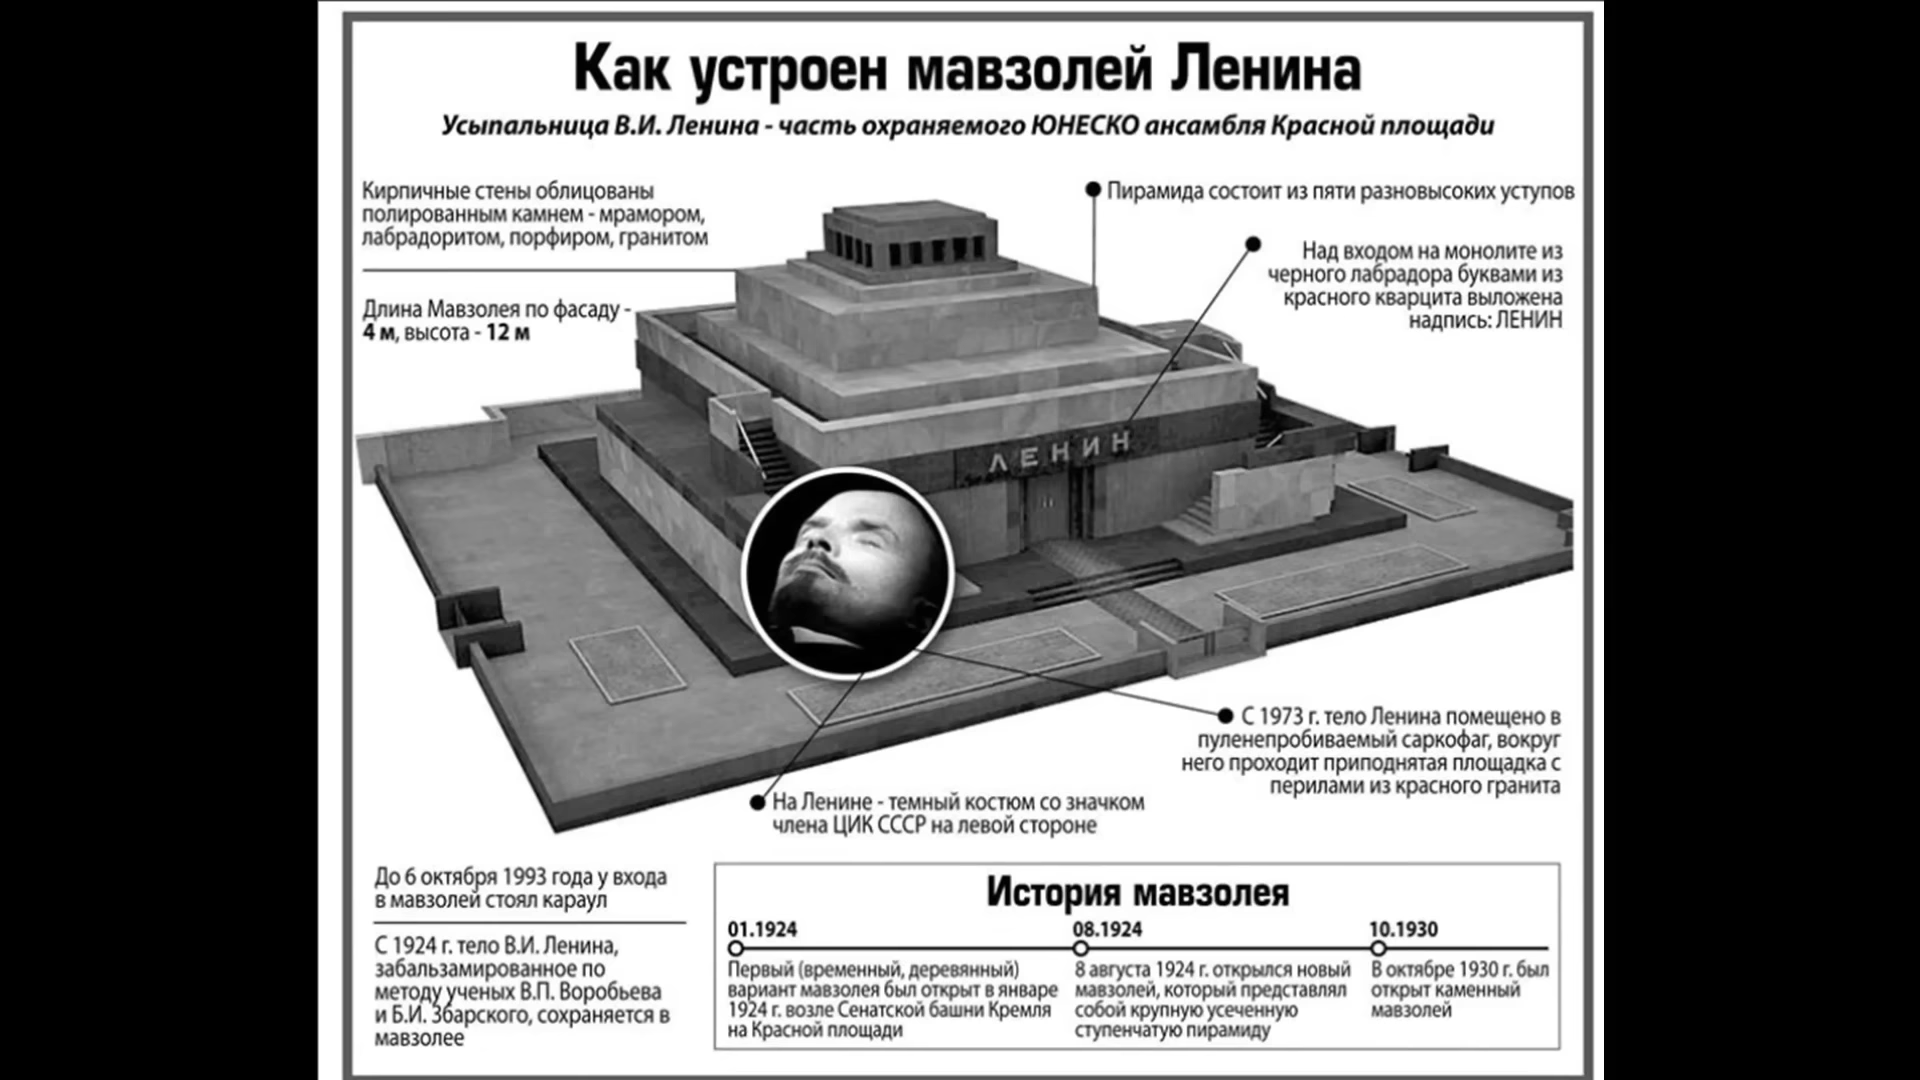 Как устроен мавзолей Ленина
Усыпальница В.И. Ленина - часть охраняемого ЮНЕСКО ансамбля Красной площади
Кирпичные стены облицованы
полированным камнем - мрамором,
лабрадоритом, порфиром, гранитом
Длина Мавзолея по фасаду -
4 м, высота - 12 м
Пирамида состоит из пяти разновысоких уступов
Над входом на монолите из
черного лабрадора буквами из
красного кварцита выложена
надпись: ЛЕНИН
ЛЕНИН
С 1973 г. тело Ленина помещено в
пуленепробиваемый саркофаг, вокруг
него проходит приподнятая площадка с
перилами из красного гранита
На Ленине - темный костюм со значком
члена ЦИК СССР на левой стороне
До 6 октября 1993 года у входа
в мавзолей стоял караул
С 1924 г. тело В.И. Ленина,
забальзамированное по
методу ученых В.П. Воробьева
и Б.И. Збарского, сохраняется в
мавзолее
История мавзолея
01.1924
Первый (временный, деревянный)
вариант мавзолея был открыт в январе
1924 г. возле Сенатской башни Кремля
на Красной площади
08.1924
8 августа 1924 г. открылся новый
мавзолей, который представлял
собой крупную усеченную
ступенчатую пирамиду
10.1930
В октябре 1930 г. был
открыт каменный
мавзолей